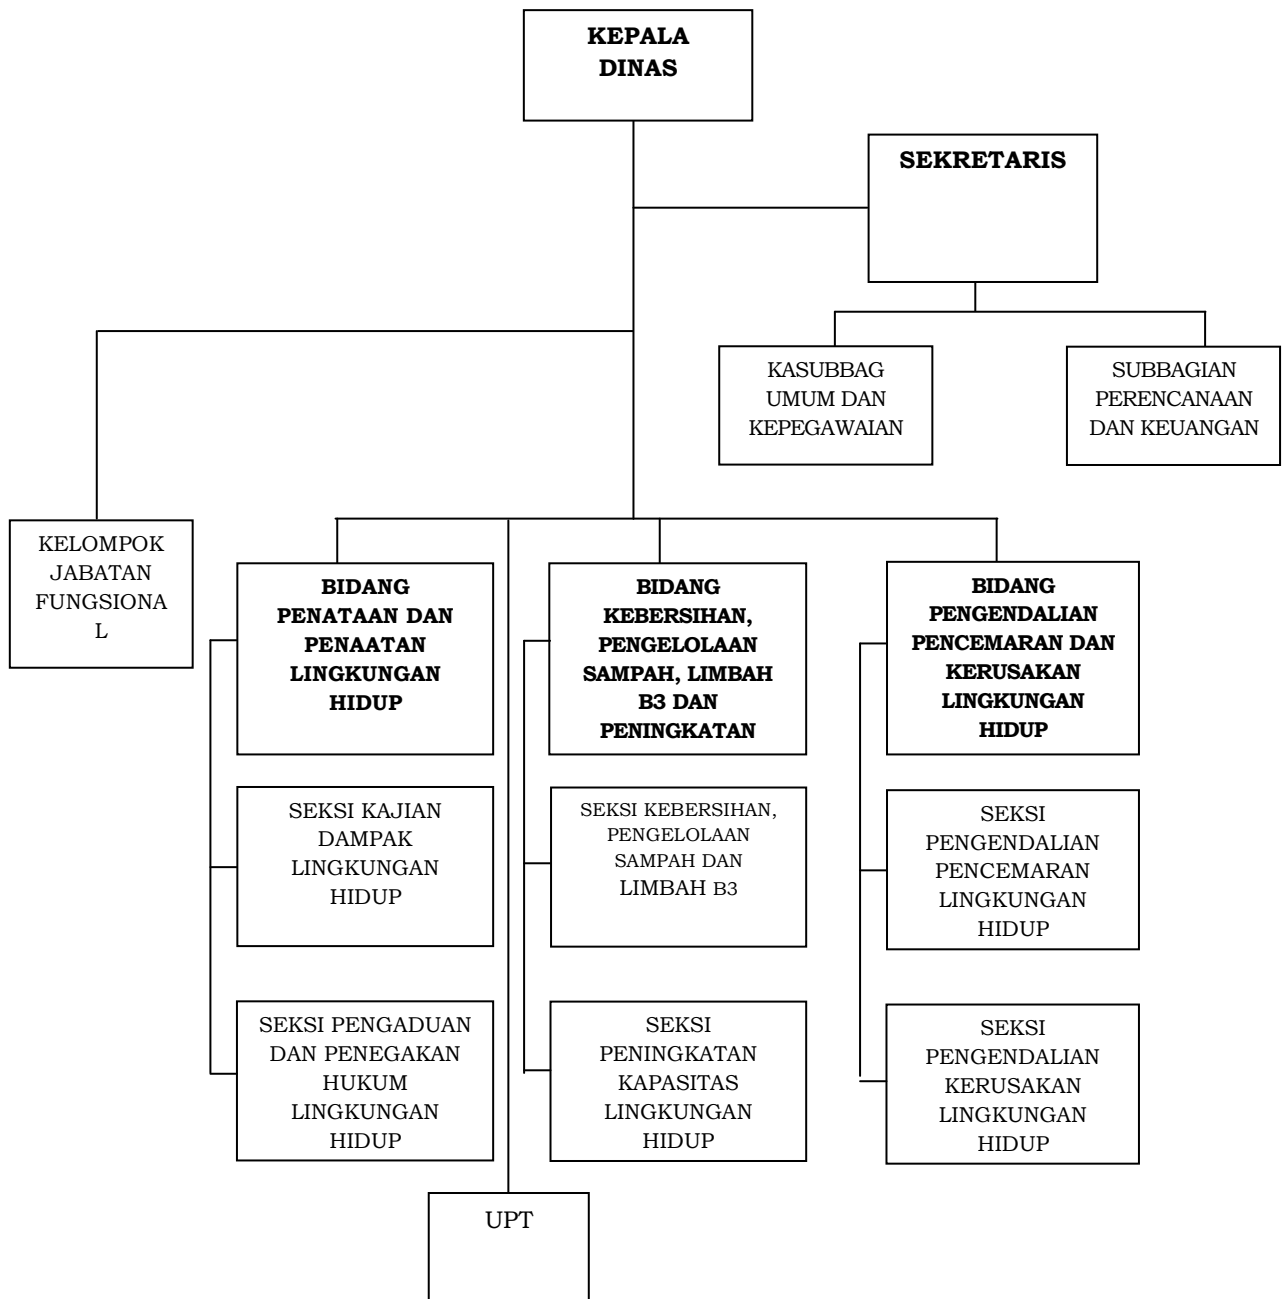 KEPALA
DINAS
SEKRETARIS
KASUBBAG
UMUM DAN
KEPEGAWAIAN
SUBBAGIAN
PERENCANAAN
DAN KEUANGAN
KELOMPOK
JABATAN
FUNGSIONA
L
BIDANG
PENATAAN DAN
PENAATAN
LINGKUNGAN
HIDUP
BIDANG
KEBERSIHAN,
PENGELOLAAN
SAMPAH, LIMBAH
B3 DAN
PENINGKATAN
BIDANG
PENGENDALIAN
PENCEMARAN DAN
KERUSAKAN
LINGKUNGAN
HIDUP
SEKSI KAJIAN
DAMPAK
LINGKUNGAN
HIDUP
SEKSI KEBERSIHAN,
PENGELOLAAN
SAMPAH DAN
LIMBAH B3
SEKSI
PENGENDALIAN
PENCEMARAN
LINGKUNGAN
HIDUP
SEKSI PENGADUAN
DAN PENEGAKAN
HUKUM
LINGKUNGAN
HIDUP
SEKSI
PENINGKATAN
KAPASITAS
LINGKUNGAN
HIDUP
SEKSI
PENGENDALIAN
KERUSAKAN
LINGKUNGAN
HIDUP
UPT